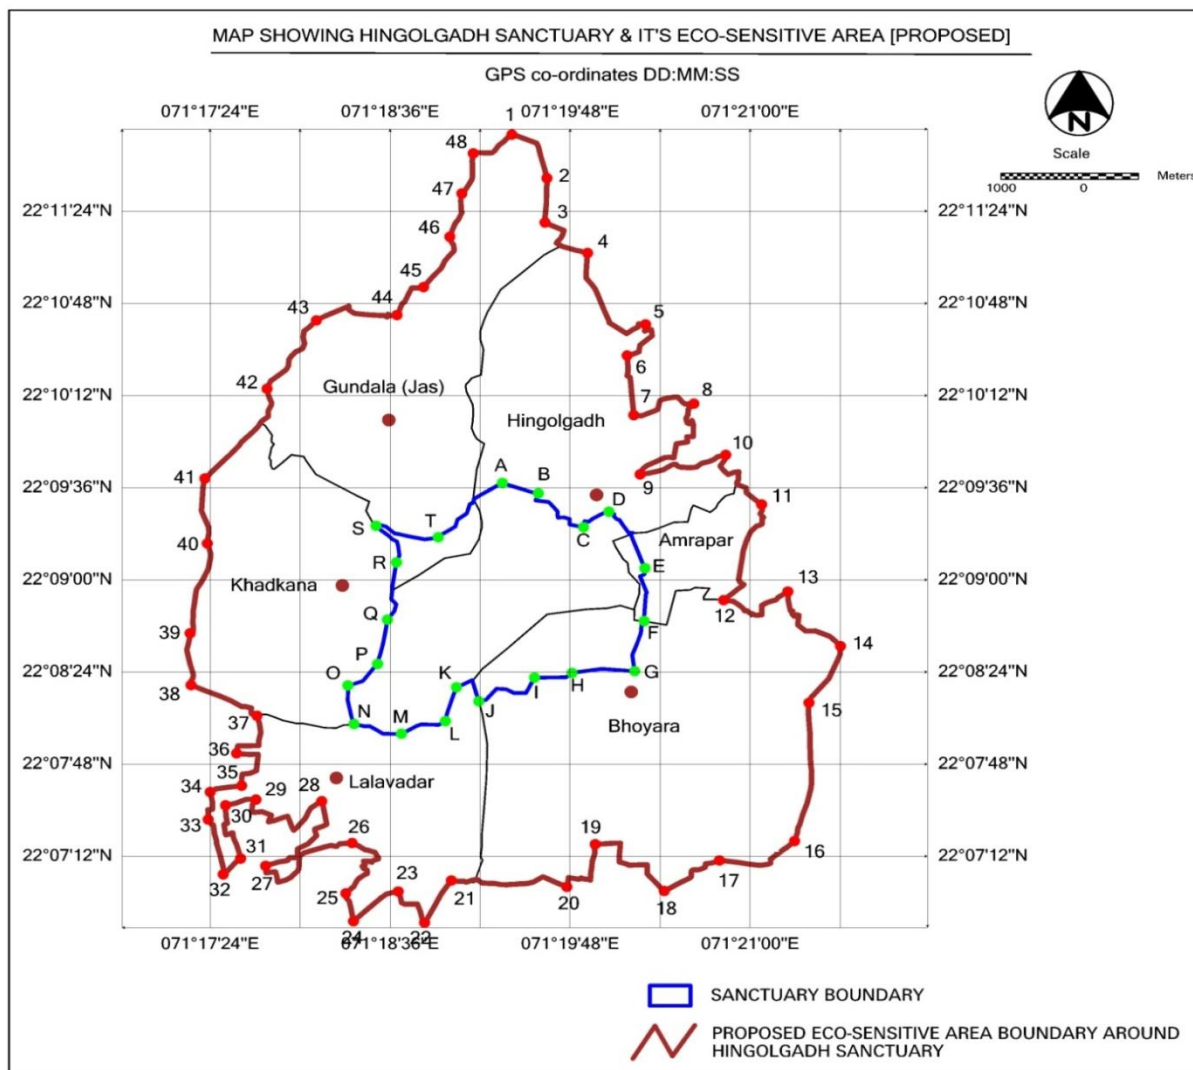 MAP SHOWING HINGOLGADH SANCTUARY & IT'S ECO-SENSITIVE AREA [PROPOSED]
GPS co-ordinates DD:MM:SS
071°17'24"E 071°18'36"E 071°19'48"E 071°21'00"E
N
Scale
Meters
1000 0
1
48
2
47
22°11'24"N 3 22°11'24"N
46
4
45
22°10'48"N 43 44 22°10'48"N
5
6
42 Gundala (Jas)
22°10'12"N 7 8 22°10'12"N
Hingolgadh
10
41 A
22°09'36"N B 9 22°09'36"N
D 11
S T C Amrapar
40
R E
22°09'00"N Khadkana 22°09'00"N
13
12
Q
F
39 14
P
22°08'24"N O K G 22°08'24"N
38 I H
J 15
37 N M L Bhoyara
36
22°07'48"N 22°07'48"N
35
34 29 28 Lalavadar
30
33
26 19
31 16
22°07'12"N 22°07'12"N
32 27 17
25 23 21
20 18
24 22
071°17'24"E 071°18'36"E 071°19'48"E 071°21'00"E
SANCTUARY BOUNDARY
PROPOSED ECO-SENSITIVE AREA BOUNDARY AROUND
HINGOLGADH SANCTUARY